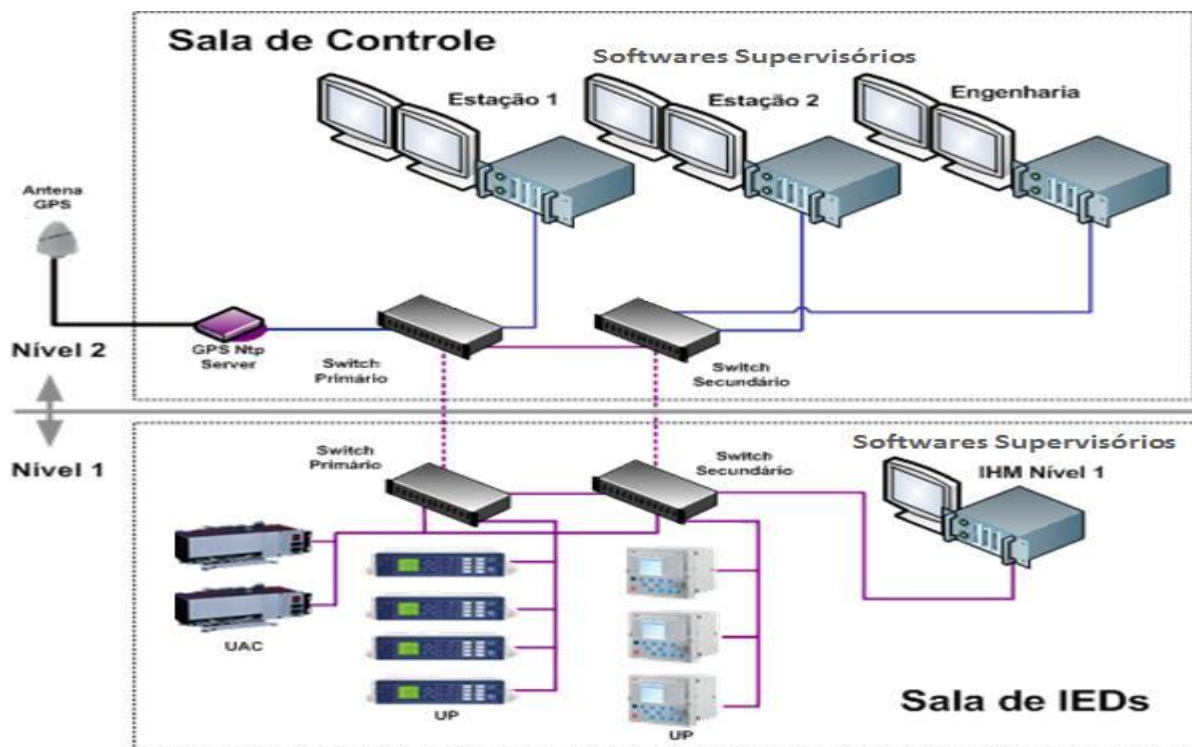 Sala de Controle
Softwares Supervisórios
Estação 1
Estação 2
Engenharia
Antena
GPS
Nível 2
GPS Ntp
Server
Switch
Primário
Switch
Secundário
Nível 1
Switch
Primário
Switch
Secundário
Softwares Supervisórios
IHM Nível 1
UAC
UP
UP
Sala de IEDs